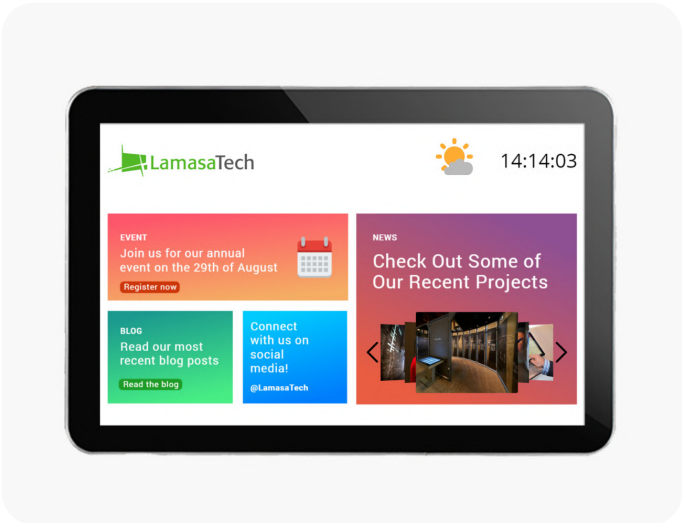 LamasaTech
14:14:03
EVENT
Join us for our annual
event on the 29th of August
Register now
NEWS
Check Out Some of
Our Recent Projects
BLOG
Read our most
recent blog posts
Read the blog
Connect
with us on
social
media!
@LamasaTech